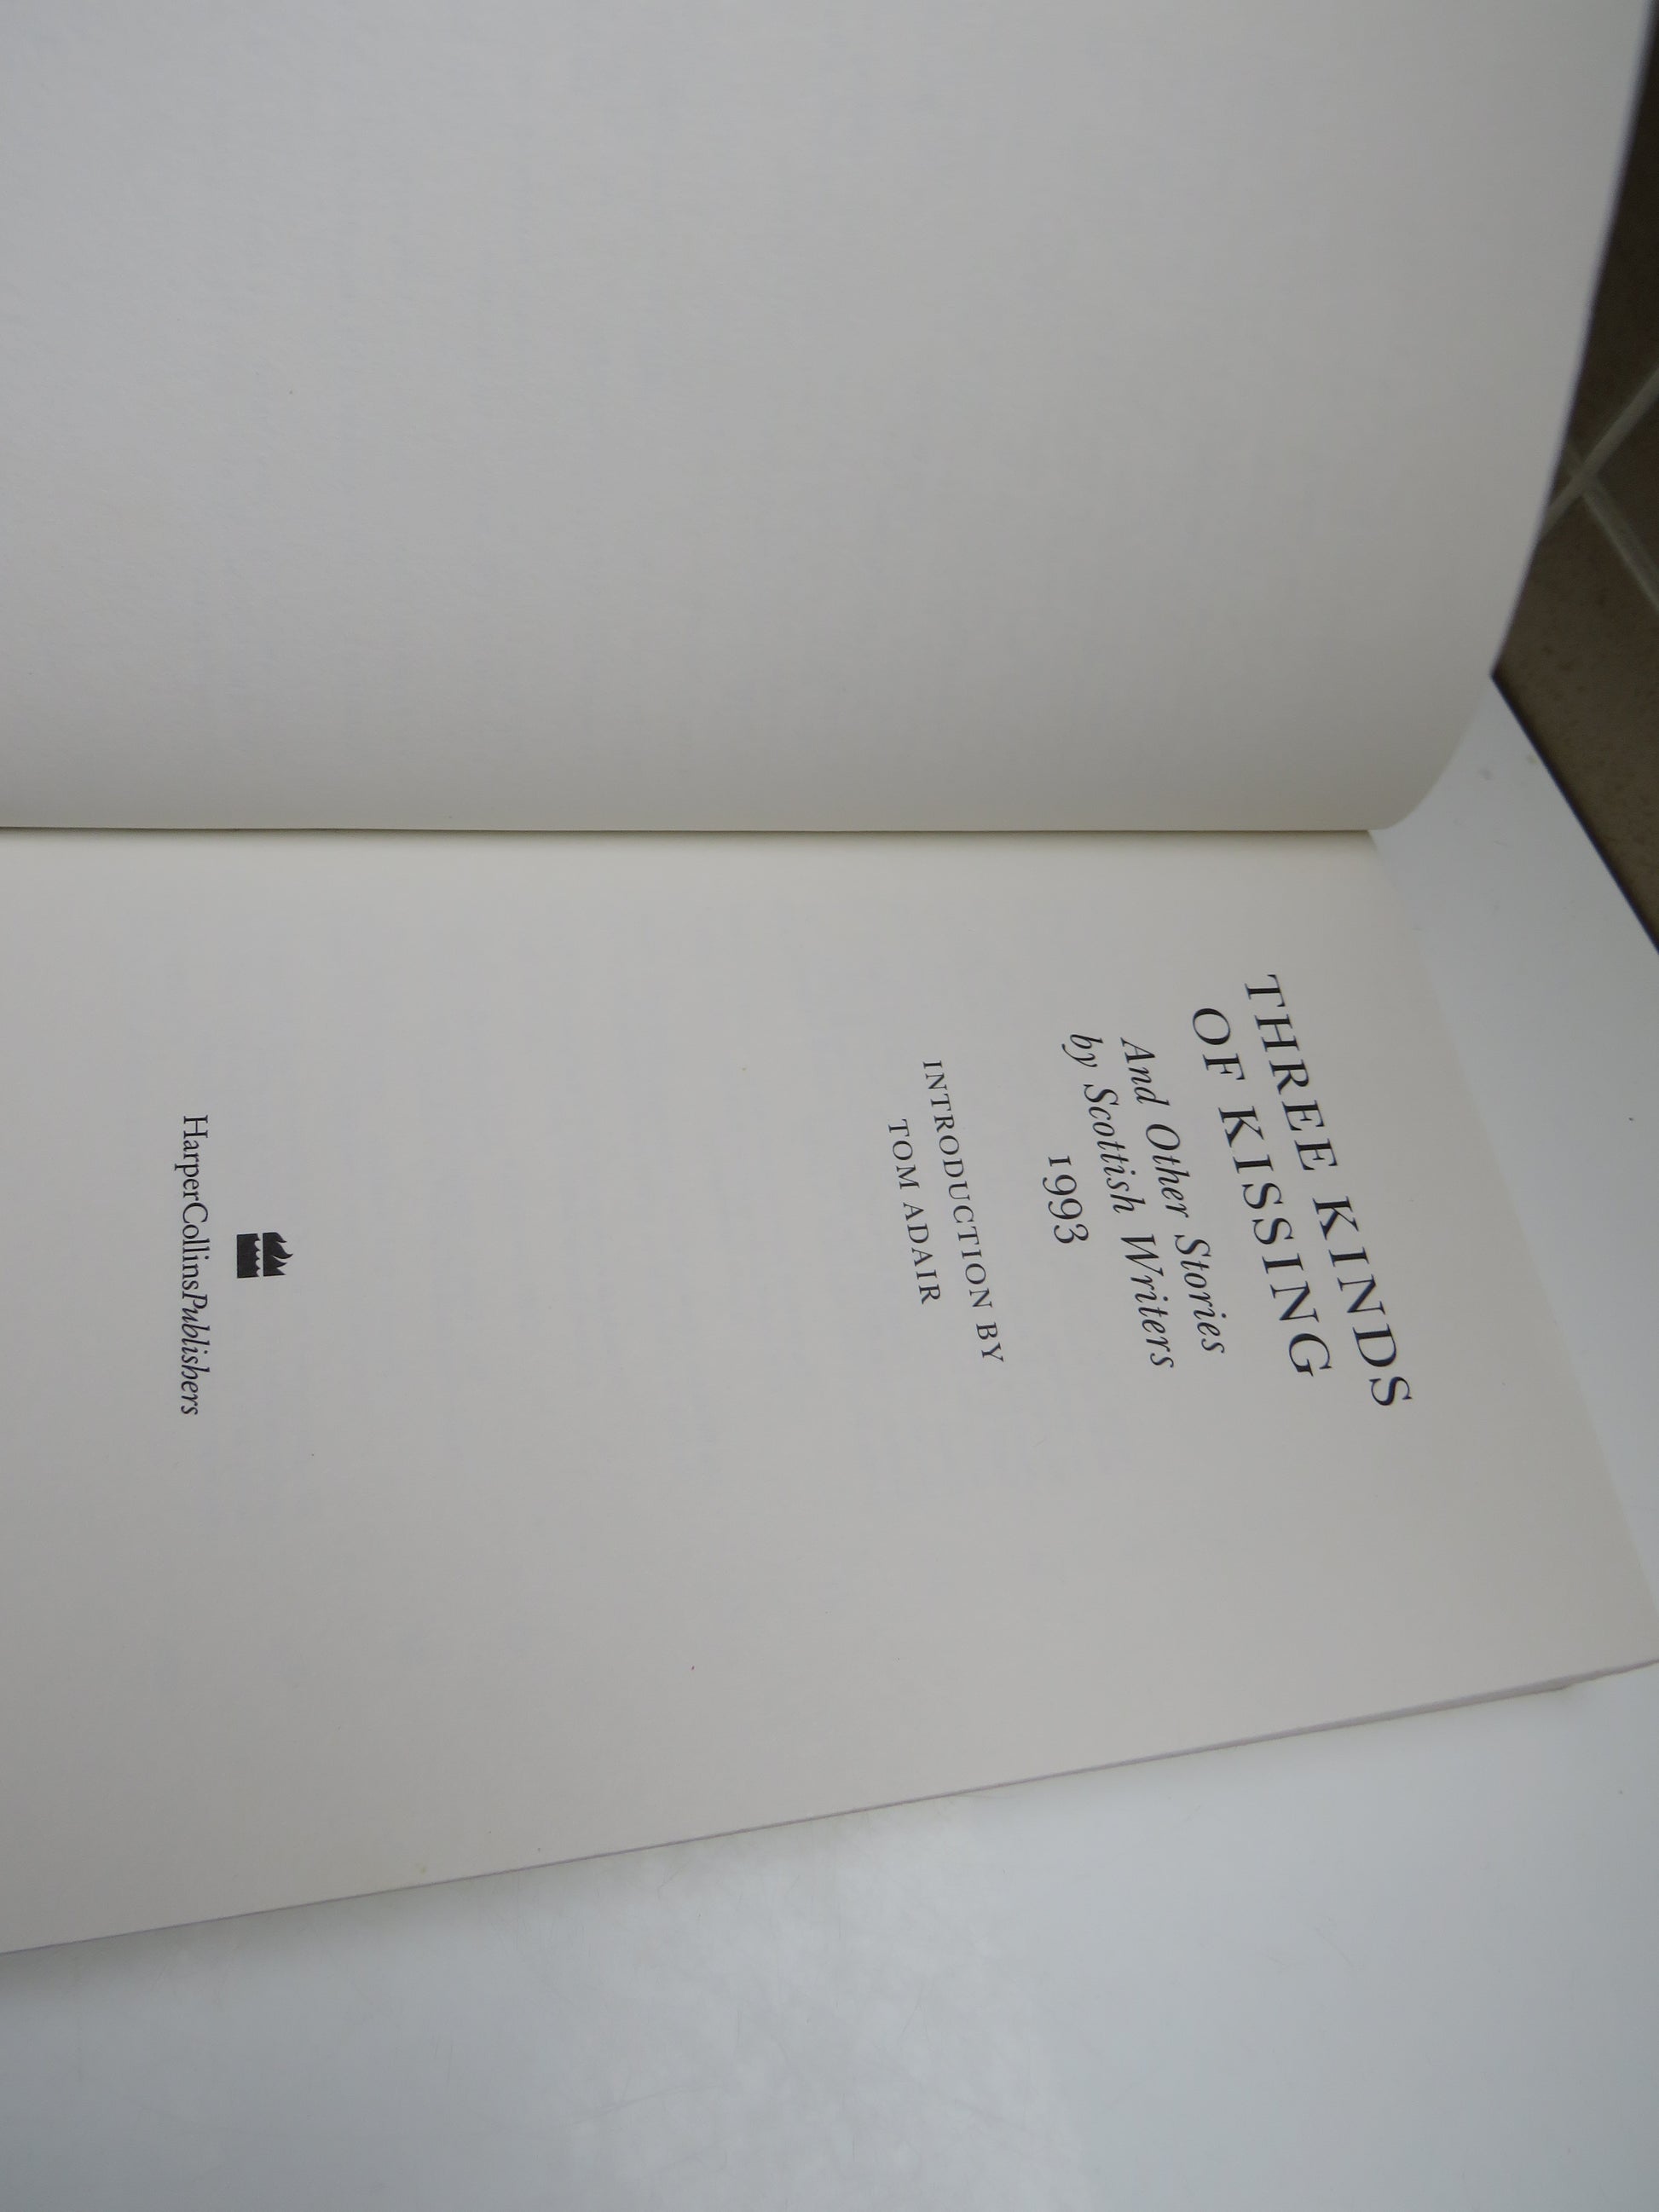 THREE KINDS
OF KISSING
And Other Stories
by Scottish Writers
1993
INTRODUCTION BY
TOM ADAIR
HarperCollinsPublishers